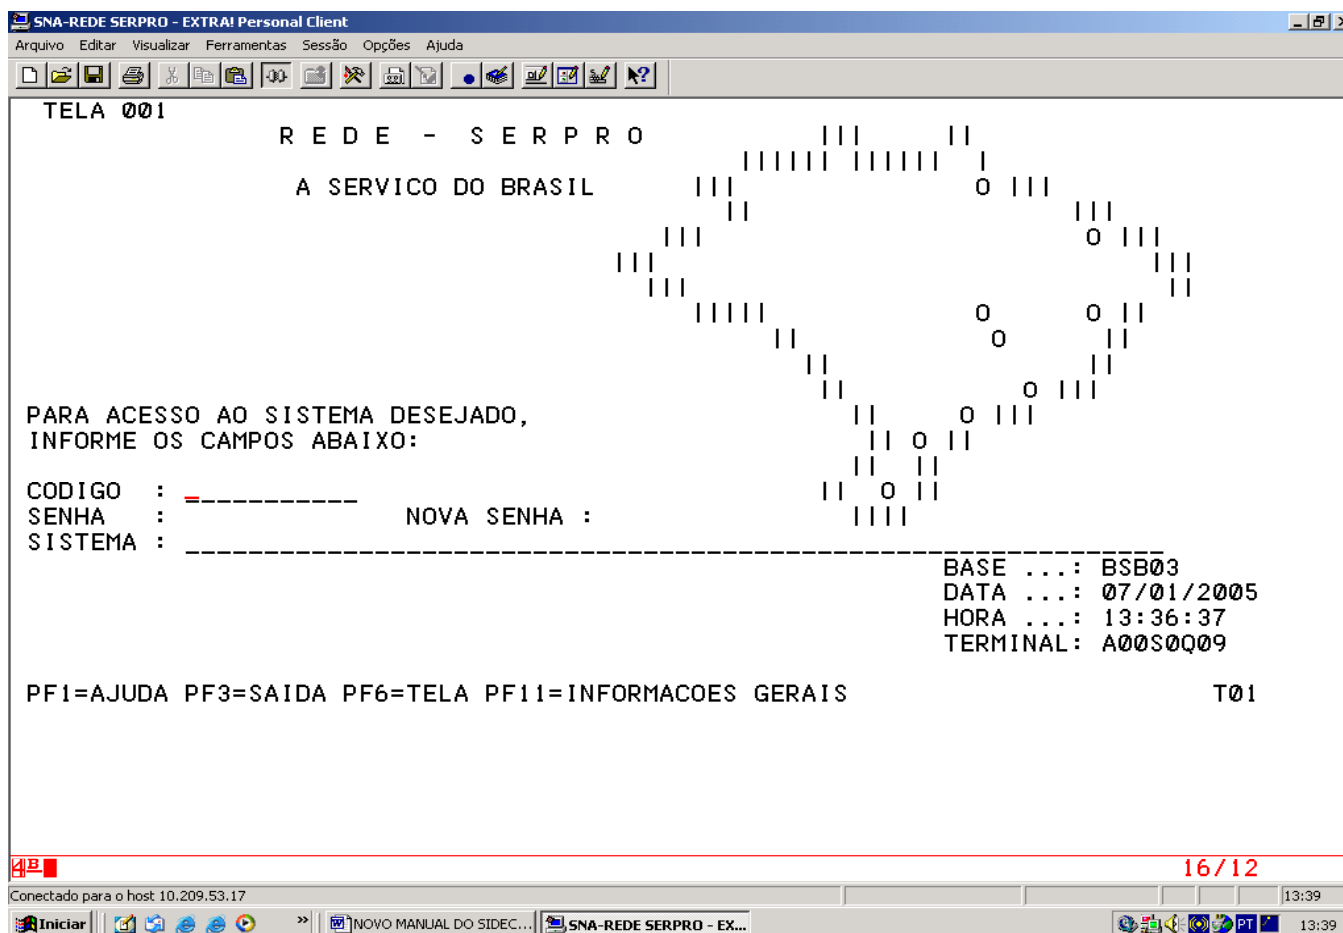 SNA-REDE SERPRO - EXTRA! Personal Client
Arquivo Editar Visualizar Ferramentas Sessão Opções Ajuda
TELA 001
R E D E - S E R P R O
A SERVICO DO BRASIL
PARA ACESSO AO SISTEMA DESEJADO,
INFORME OS CAMPOS ABAIXO:
CODIGO : ___________
SENHA : NOVA SENHA :
SISTEMA : _______________________________________________________________
BASE ...: BSB03
DATA ...: 07/01/2005
HORA ...: 13:36:37
TERMINAL: A00S0Q09
PF1=AJUDA PF3=SAIDA PF6=TELA PF11=INFORMACOES GERAIS T01
4B 16/12
Conectado para o host 10.209.53.17 13:39
Iniciar » NOVO MANUAL DO SIDEC... SNA-REDE SERPRO - EX... PT 13:39